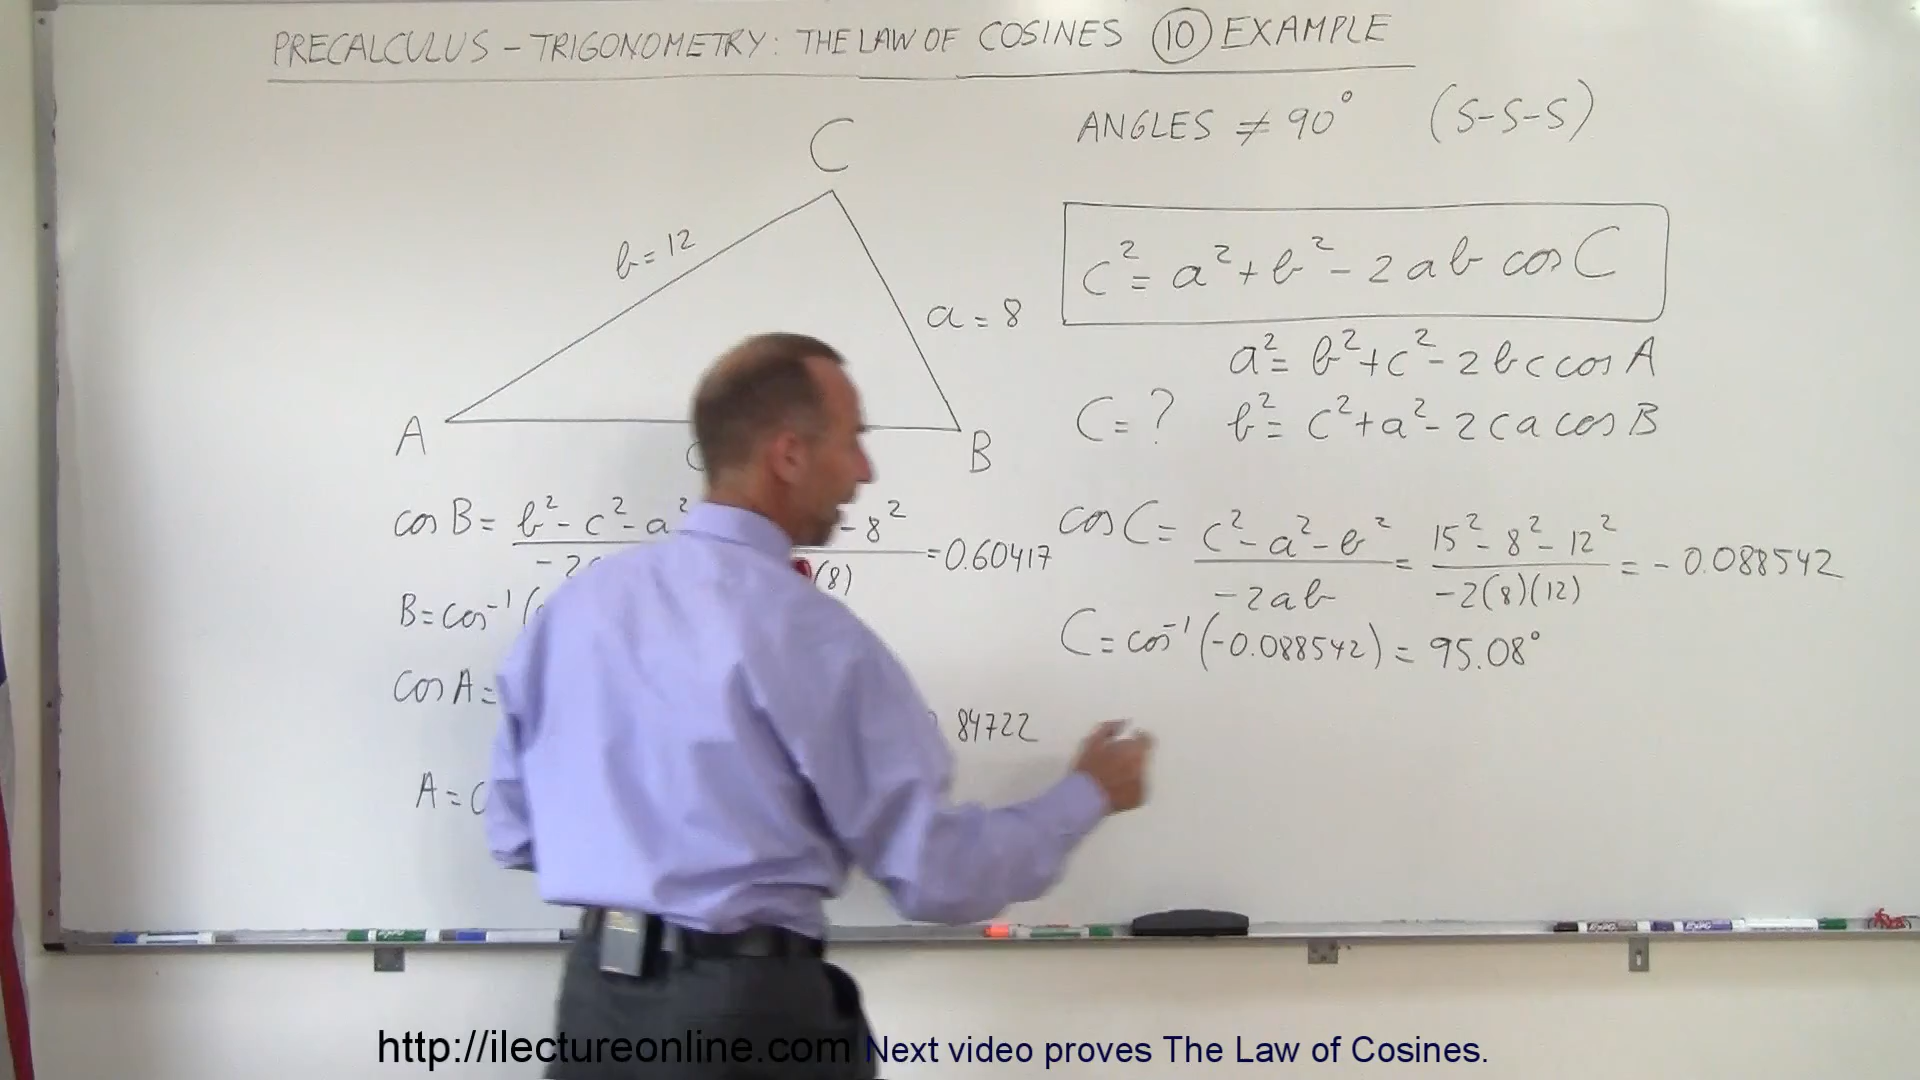 PRECALCULUS – TRIGONOMETRY: THE LAW OF COSINES 10 EXAMPLE
ANGLES ≠ 90° (S-S-S)
C
b = 12
a = 8
A
B
c² = a² + b² - 2ab cos C
a² = b² + c² - 2bc cos A
C = ? b² = c² + a² - 2ca cos B
cos B = b² - c² - a² - 8² = 0.60417
(8)
B = cos⁻¹(
cos A =
84722
A =
cos C = c² - a² - b² / -2ab = 15² - 8² - 12² / -2(8)(12) = -0.088542
C = cos⁻¹(-0.088542) = 95.08°
EXPO EXPO
http://ilectureonline.com Next video proves The Law of Cosines.